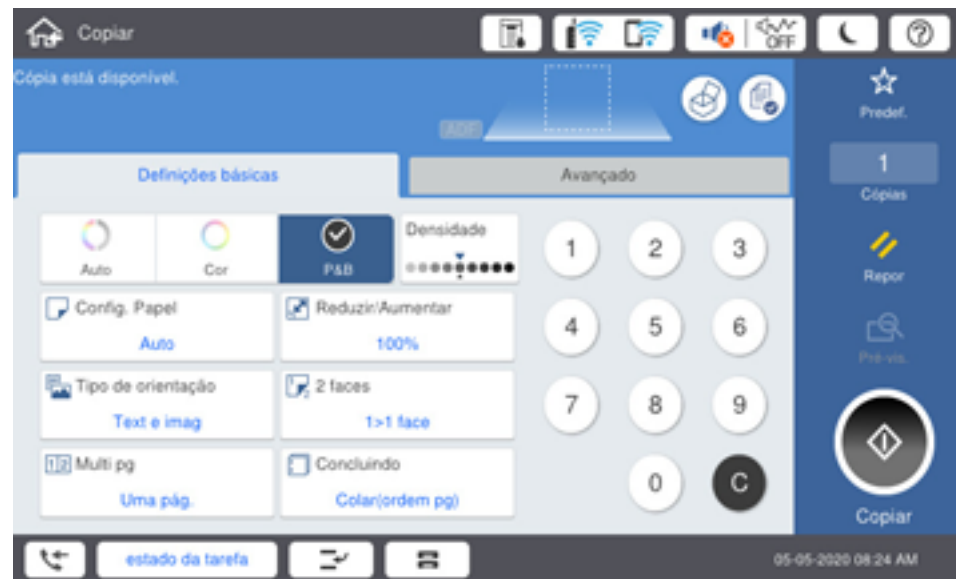 Copiar
OFF
Cópia está disponível.
ADF
Predef.
1
Cópias
Definições básicas
Avançado
Auto
Cor
P&B
Densidade
1
2
3
Repor
Config. Papel
Auto
Reduzir/Aumentar
100%
4
5
6
Pré-vis.
Tipo de orientação
Text e imag
2 faces
1>1 face
7
8
9
Multi pg
Uma pág.
Concluindo
Colar(ordem pg)
0
C
Copiar
estado da tarefa
05-05-2020 08:24 AM